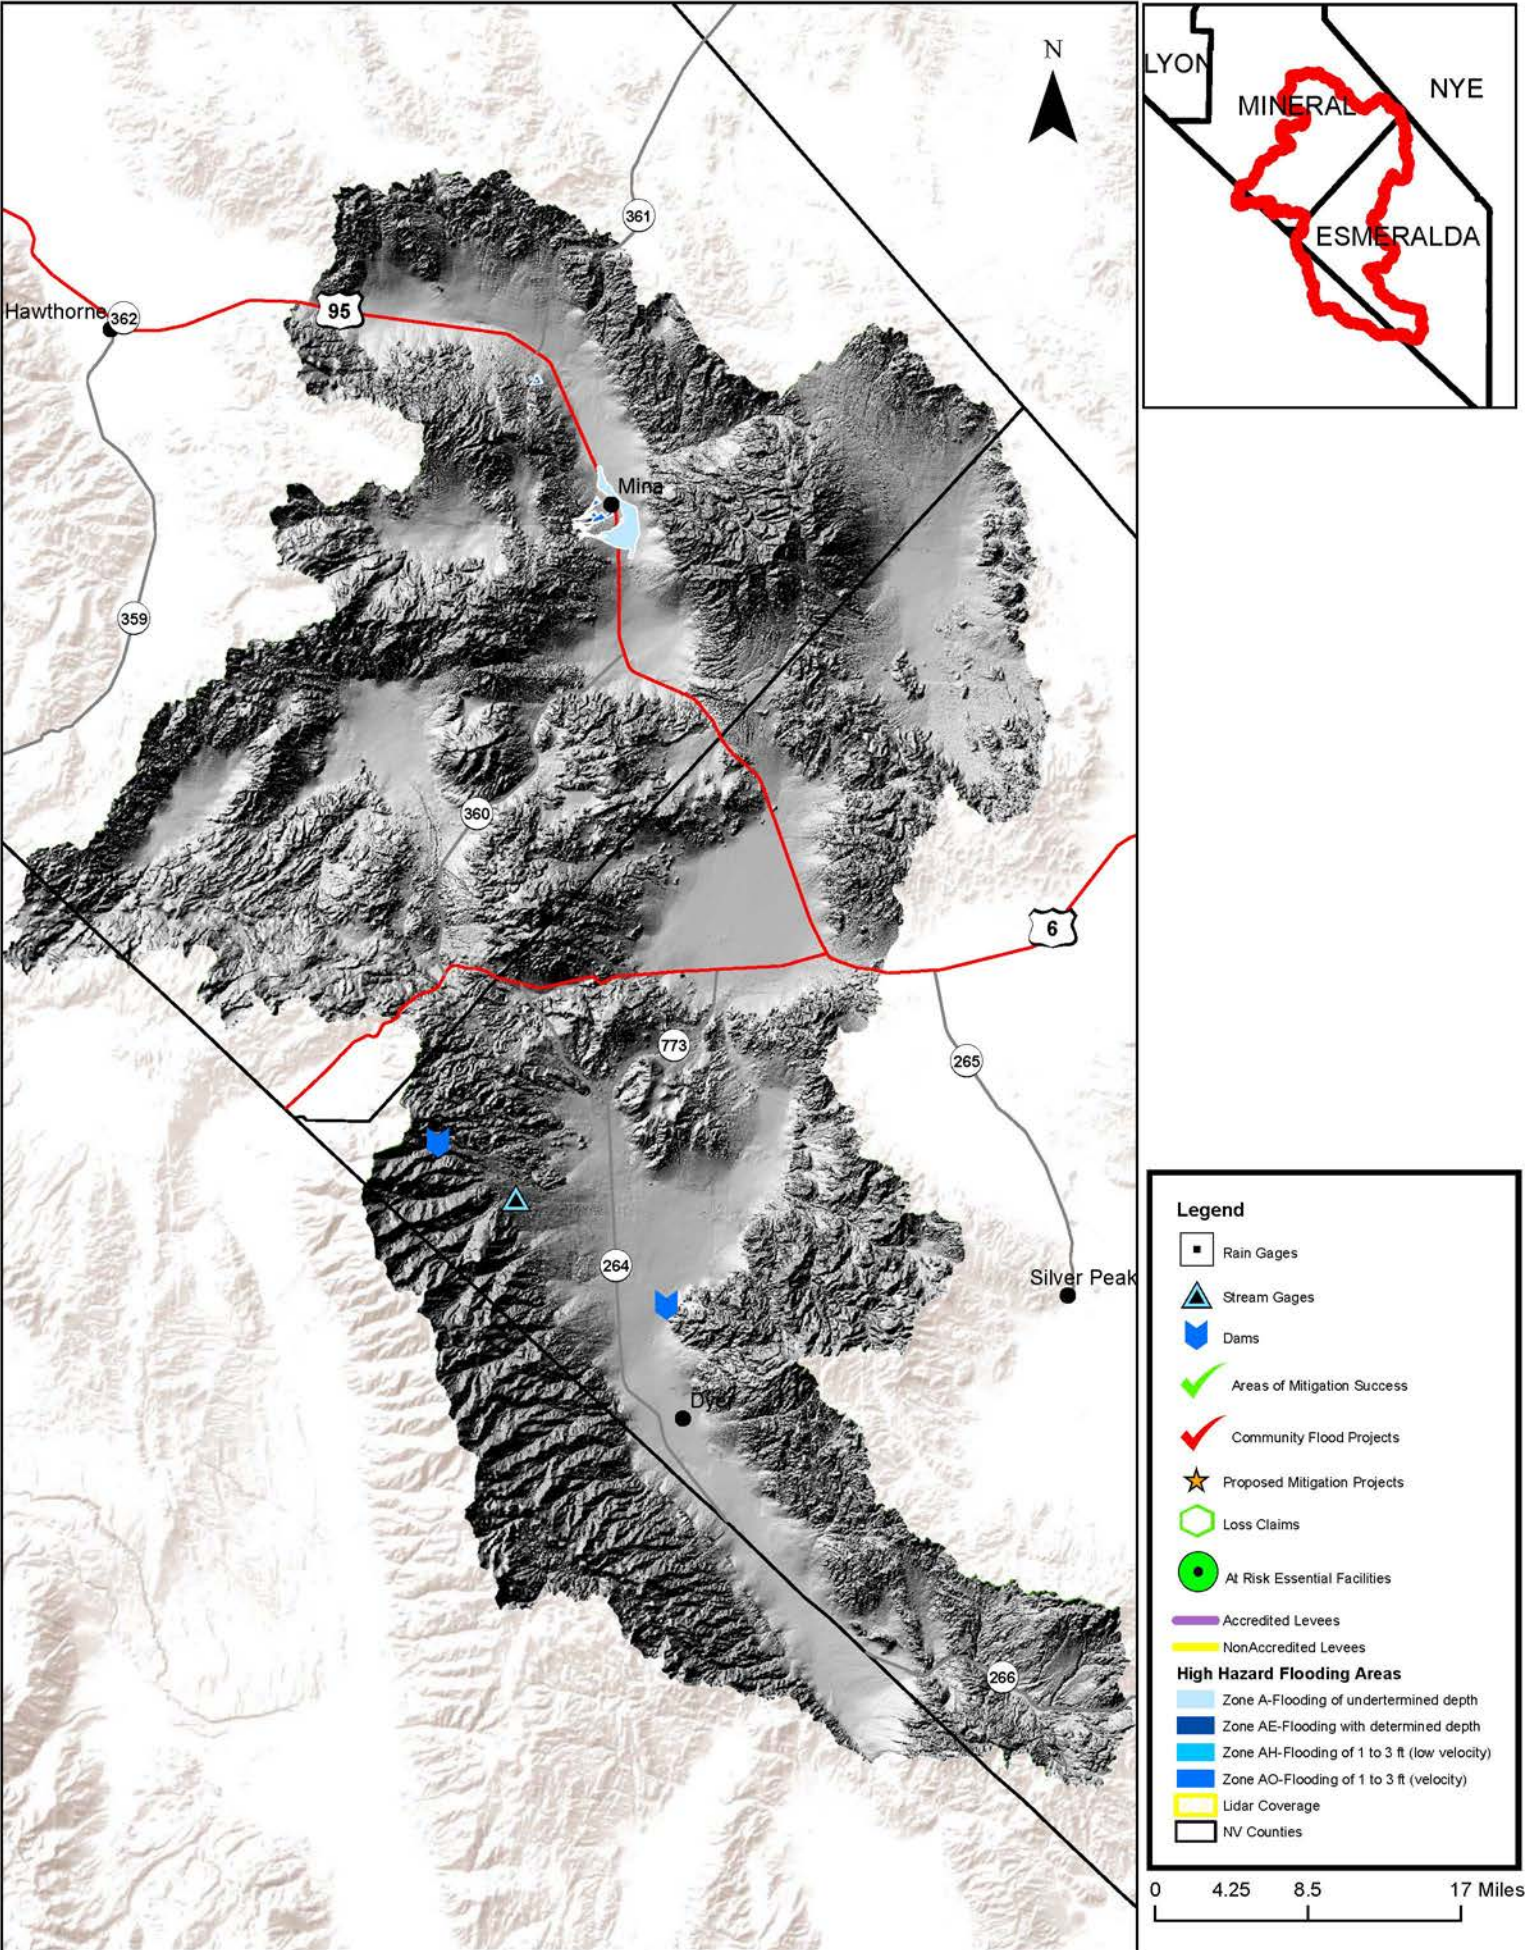 N
361
Hawthorne
362
95
Mina
359
360
6
773
265
264
Silver Peak
Dyer
266
LYON
MINERAL
NYE
ESMERALDA
Legend
Rain Gages
Stream Gages
Dams
Areas of Mitigation Success
Community Flood Projects
Proposed Mitigation Projects
Loss Claims
At Risk Essential Facilities
Accredited Levees
NonAccredited Levees
High Hazard Flooding Areas
Zone A-Flooding of undertermined depth
Zone AE-Flooding with determined depth
Zone AH-Flooding of 1 to 3 ft (low velocity)
Zone AO-Flooding of 1 to 3 ft (velocity)
Lidar Coverage
NV Counties
0 4.25 8.5 17 Miles